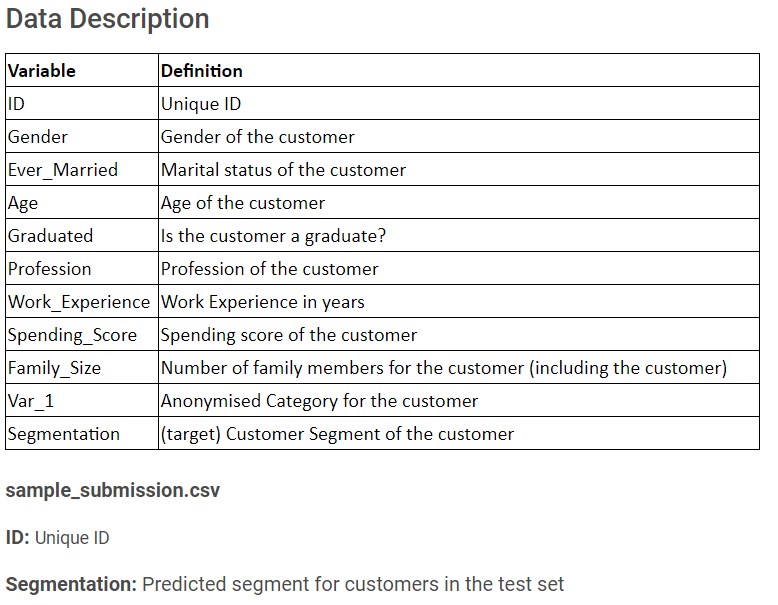 Data Description
Variable Definition
ID Unique ID
Gender Gender of the customer
Ever_Married Marital status of the customer
Age Age of the customer
Graduated Is the customer a graduate?
Profession Profession of the customer
Work_Experience Work Experience in years
Spending_Score Spending score of the customer
Family_Size Number of family members for the customer (including the customer)
Var_1 Anonymised Category for the customer
Segmentation (target) Customer Segment of the customer
sample_submission.csv
ID: Unique ID
Segmentation: Predicted segment for customers in the test set